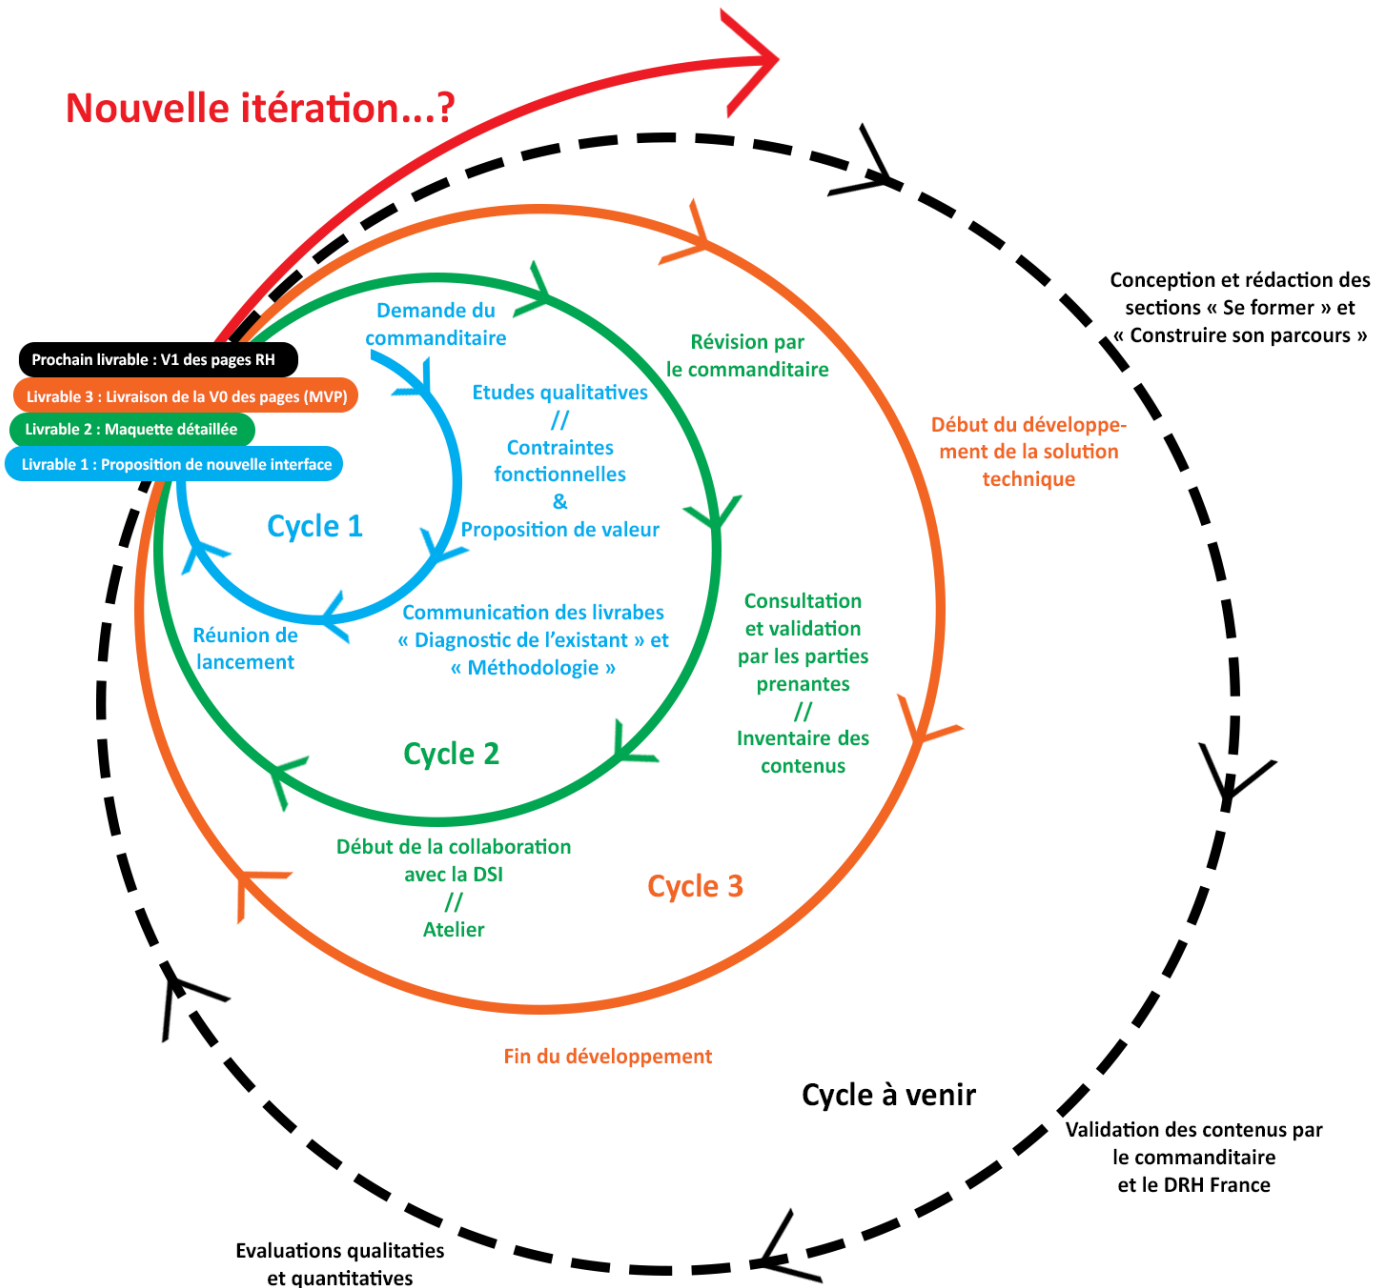 Nouvelle itération...?
Prochain livrable : V1 des pages RH
Livrable 3 : Livraison de la V0 des pages (MVP)
Livrable 2 : Maquette détaillée
Livrable 1 : Proposition de nouvelle interface
Demande du
commanditaire
Etudes qualitatives
//
Contraintes
fonctionnelles
&
Proposition de valeur
Cycle 1
Communication des livrabes
« Diagnostic de l’existant » et
« Méthodologie »
Réunion de
lancement
Révision par
le commanditaire
Consultation
et validation
par les parties
prenantes
//
Inventaire des
contenus
Cycle 2
Début de la collaboration
avec la DSI
//
Atelier
Début du développe-
ment de la solution
technique
Cycle 3
Fin du développement
Conception et rédaction des
sections « Se former » et
« Construire son parcours »
Cycle à venir
Validation des contenus par
le commanditaire
et le DRH France
Evaluations qualitaties
et quantitatives